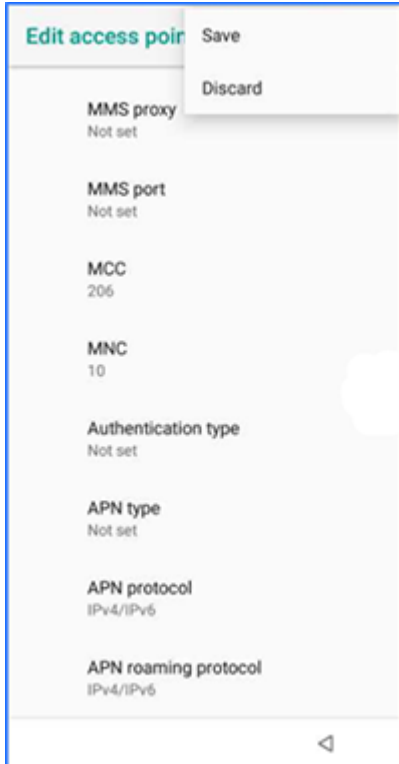 Edit access poin
Save
Discard
MMS proxy
Not set
MMS port
Not set
MCC
206
MNC
10
Authentication type
Not set
APN type
Not set
APN protocol
IPv4/IPv6
APN roaming protocol
IPv4/IPv6